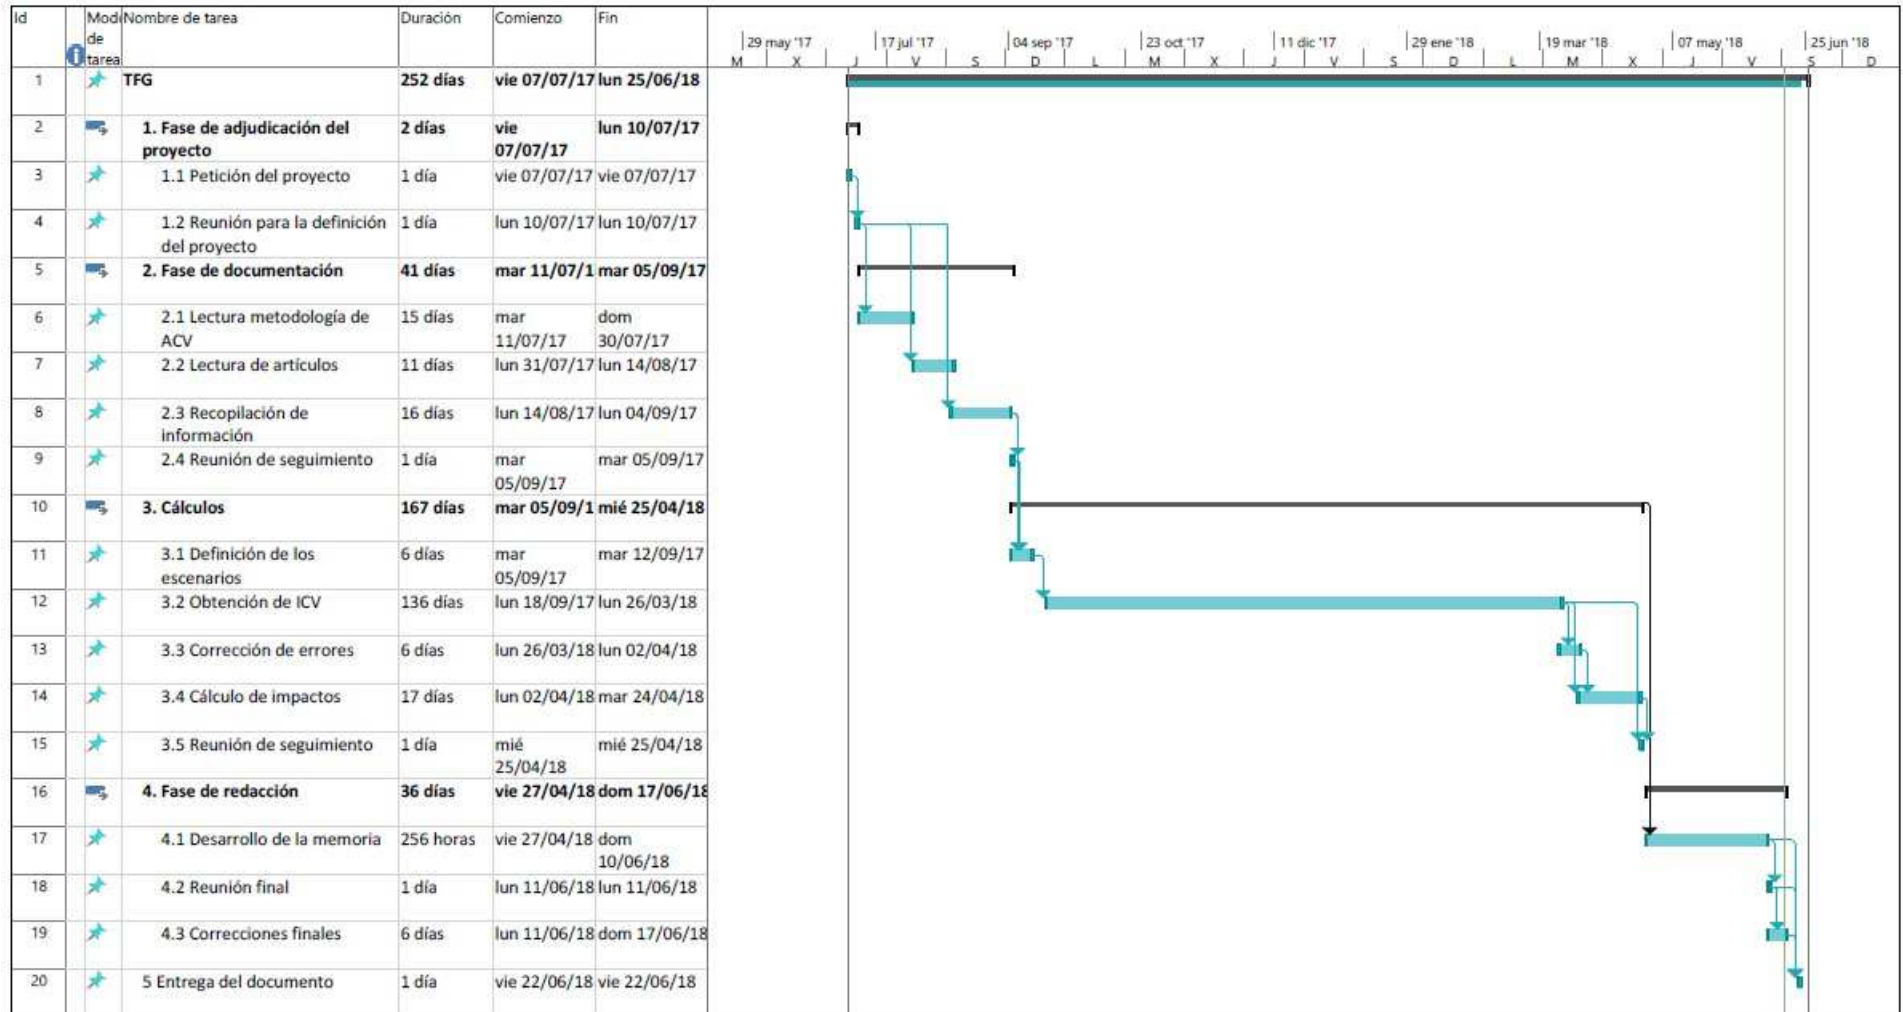 Id Modo Nombre de tarea Duración Comienzo Fin
de
tarea
29 may '17 17 jul '17 04 sep '17 23 oct '17 11 dic '17 29 ene '18 19 mar '18 07 may '18 25 jun '18
M X J V S D L M X J V S D L M X J V S D
1 TFG 252 días vie 07/07/17 lun 25/06/18
2 1. Fase de adjudicación del 2 días vie lun 10/07/17
proyecto 07/07/17
3 1.1 Petición del proyecto 1 día vie 07/07/17 vie 07/07/17
4 1.2 Reunión para la definición 1 día lun 10/07/17 lun 10/07/17
del proyecto
5 2. Fase de documentación 41 días mar 11/07/1 mar 05/09/17
6 2.1 Lectura metodología de 15 días mar dom
ACV 11/07/17 30/07/17
7 2.2 Lectura de artículos 11 días lun 31/07/17 lun 14/08/17
8 2.3 Recopilación de 16 días lun 14/08/17 lun 04/09/17
información
9 2.4 Reunión de seguimiento 1 día mar mar 05/09/17
05/09/17
10 3. Cálculos 167 días mar 05/09/1 mié 25/04/18
11 3.1 Definición de los 6 días mar mar 12/09/17
escenarios 05/09/17
12 3.2 Obtención de ICV 136 días lun 18/09/17 lun 26/03/18
13 3.3 Corrección de errores 6 días lun 26/03/18 lun 02/04/18
14 3.4 Cálculo de impactos 17 días lun 02/04/18 mar 24/04/18
15 3.5 Reunión de seguimiento 1 día mié mié 25/04/18
25/04/18
16 4. Fase de redacción 36 días vie 27/04/18 dom 17/06/18
17 4.1 Desarrollo de la memoria 256 horas vie 27/04/18 dom
10/06/18
18 4.2 Reunión final 1 día lun 11/06/18 lun 11/06/18
19 4.3 Correcciones finales 6 días lun 11/06/18 dom 17/06/18
20 5 Entrega del documento 1 día vie 22/06/18 vie 22/06/18